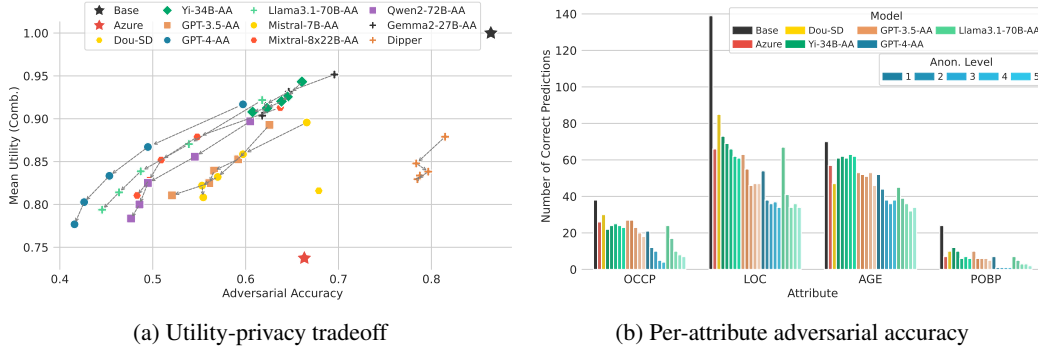 Base
Azure
Dou-SD
Yi-34B-AA
GPT-3.5-AA
GPT-4-AA
Llama3.1-70B-AA
Mistral-7B-AA
Mixtral-8x22B-AA
Qwen2-72B-AA
Gemma2-27B-AA
Dipper
Mean Utility (Comb.)
1.00
0.95
0.90
0.85
0.80
0.75
0.4 0.5 0.6 0.7 0.8
Adversarial Accuracy
(a) Utility-privacy tradeoff
Model
Base Dou-SD GPT-3.5-AA Llama3.1-70B-AA
Azure Yi-34B-AA GPT-4-AA
Anon. Level
1 2 3 4 5
Number of Correct Predictions
140
120
100
80
60
40
20
0
OCCP LOC AGE POBP
Attribute
(b) Per-attribute adversarial accuracy